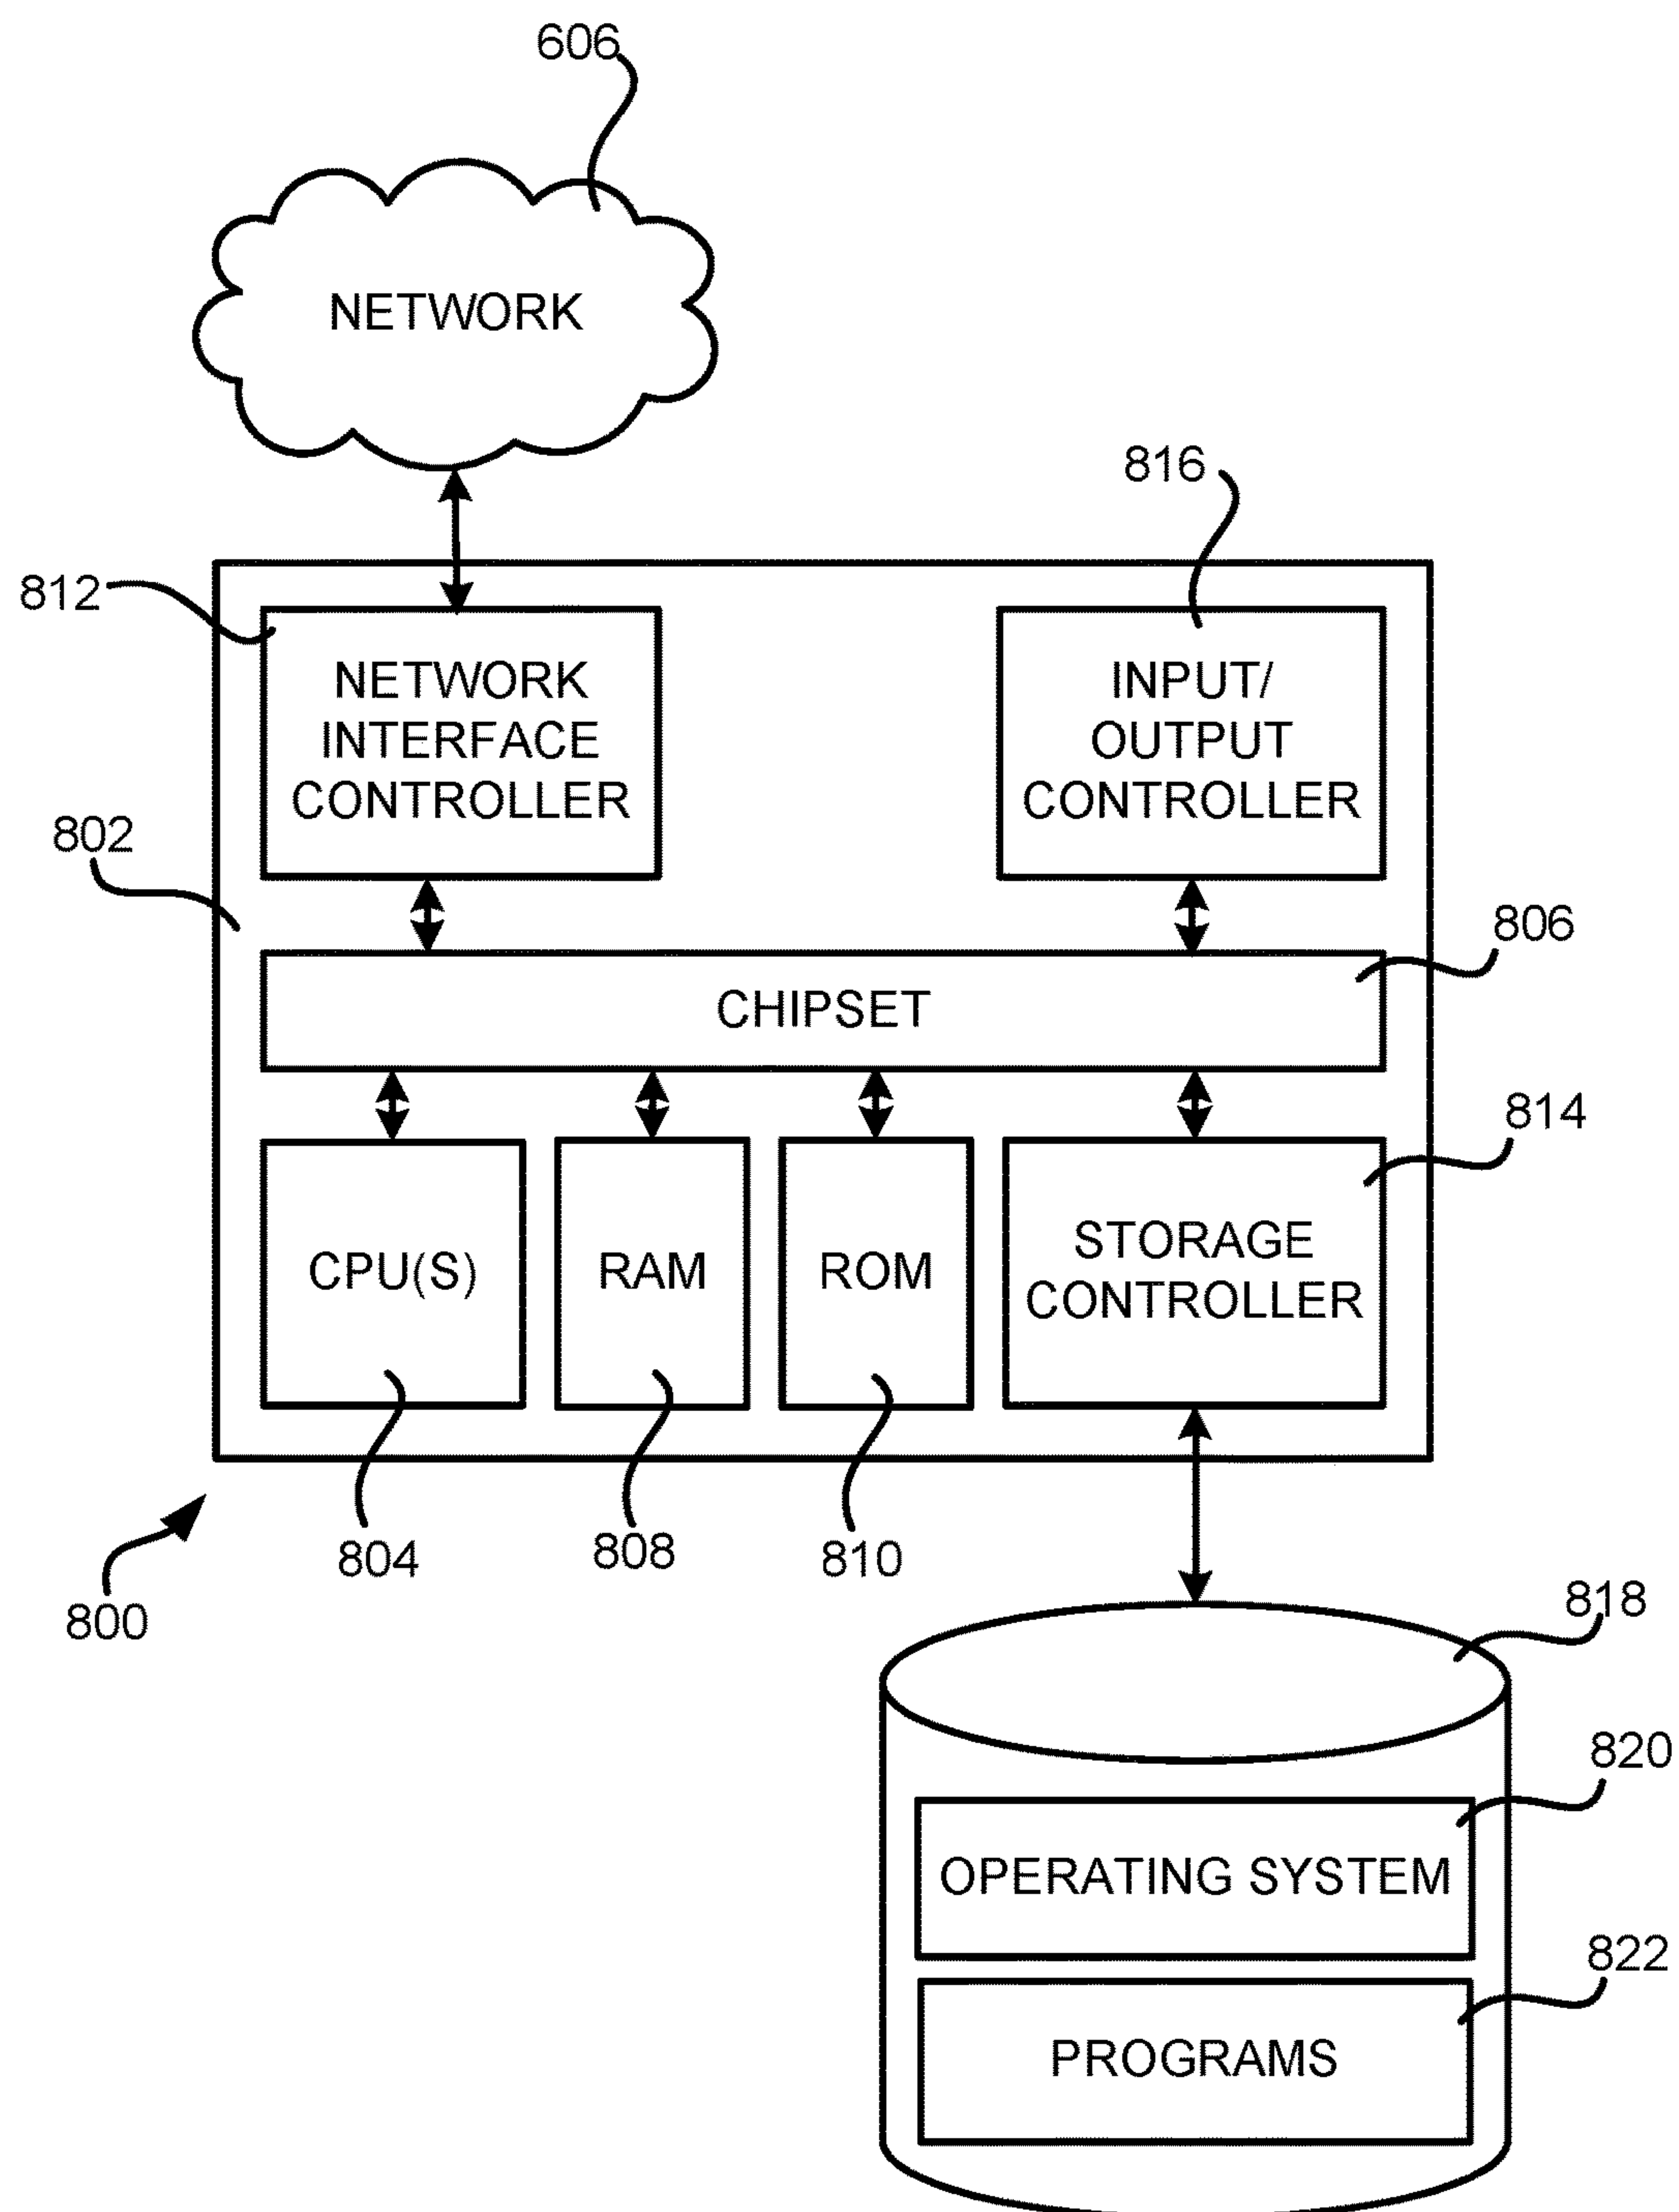 606
NETWORK
816
812
NETWORK
INTERFACE
CONTROLLER
INPUT/
OUTPUT
CONTROLLER
802
806
CHIPSET
814
CPU(S)
RAM
ROM
STORAGE
CONTROLLER
804
808
810
800
818
820
OPERATING SYSTEM
822
PROGRAMS